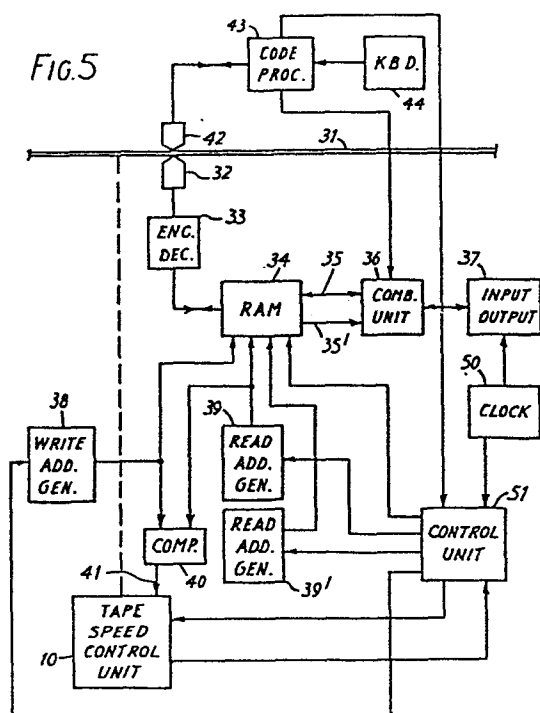 FIG.5
43
CODE
PROC.
K.B.D.
44
42
31
32
33
ENC.
DEC.
34
35
36
37
RAM
COMB.
UNIT
INPUT
OUTPUT
35'
50
CLOCK
38
39
WRITE
ADD.
GEN.
READ
ADD.
GEN.
51
CONTROL
UNIT
COMP.
READ
ADD.
GEN.
41
40
39'
TAPE
SPEED
CONTROL
UNIT
10